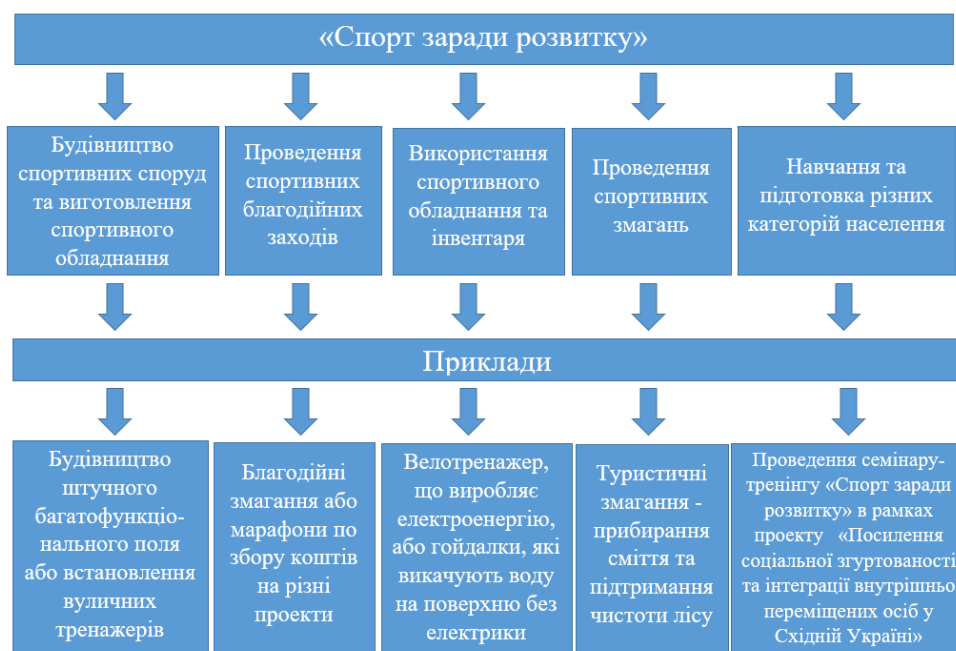 «Спорт заради розвитку»
Будівництво
спортивних споруд
та виготовлення
спортивного
обладнання
Проведення
спортивних
благодійних
заходів
Використання
спортивного
обладнання та
інвентаря
Проведення
спортивних
змагань
Навчання та
підготовка різних
категорій населення
Приклади
Будівництво
штучного
багатофункціо-
нального поля
або встановлення
вуличних
тренажерів
Благодійні
змагання або
марафони по
збору коштів
на різні
проекти
Велотренажер,
що виробляє
електроенергію,
або гойдалки, які
викачують воду
на поверхню без
електрики
Туристичні
змагання -
прибирання
сміття та
підтримання
чистоти лісу
Проведення семінару-
тренінгу «Спорт заради
розвитку» в рамках
проекту «Посилення
соціальної згуртованості
та інтеграції внутрішньо
переміщених осіб у
Східній Україні»